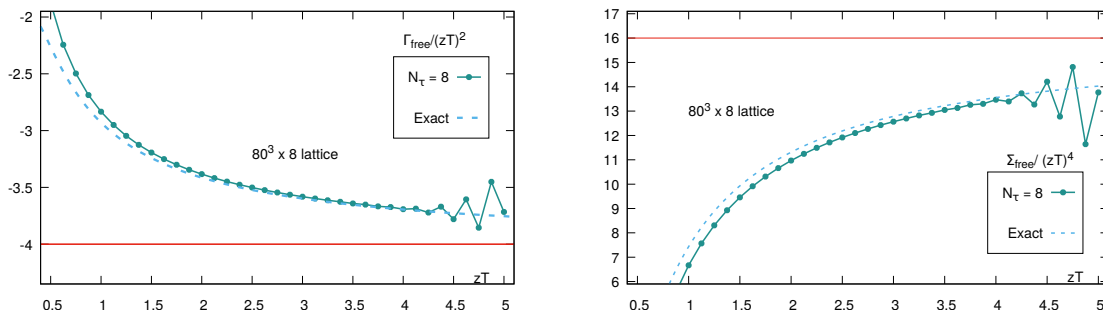 -2
-2.5
-3
-3.5
-4
Γfree/(zT)²
Nτ = 8
Exact
80³ x 8 lattice
zT
0.5 1 1.5 2 2.5 3 3.5 4 4.5 5
17
16
15
14
13
12
11
10
9
8
7
6
80³ x 8 lattice
Σfree/ (zT)⁴
Nτ = 8
Exact
zT
0.5 1 1.5 2 2.5 3 3.5 4 4.5 5